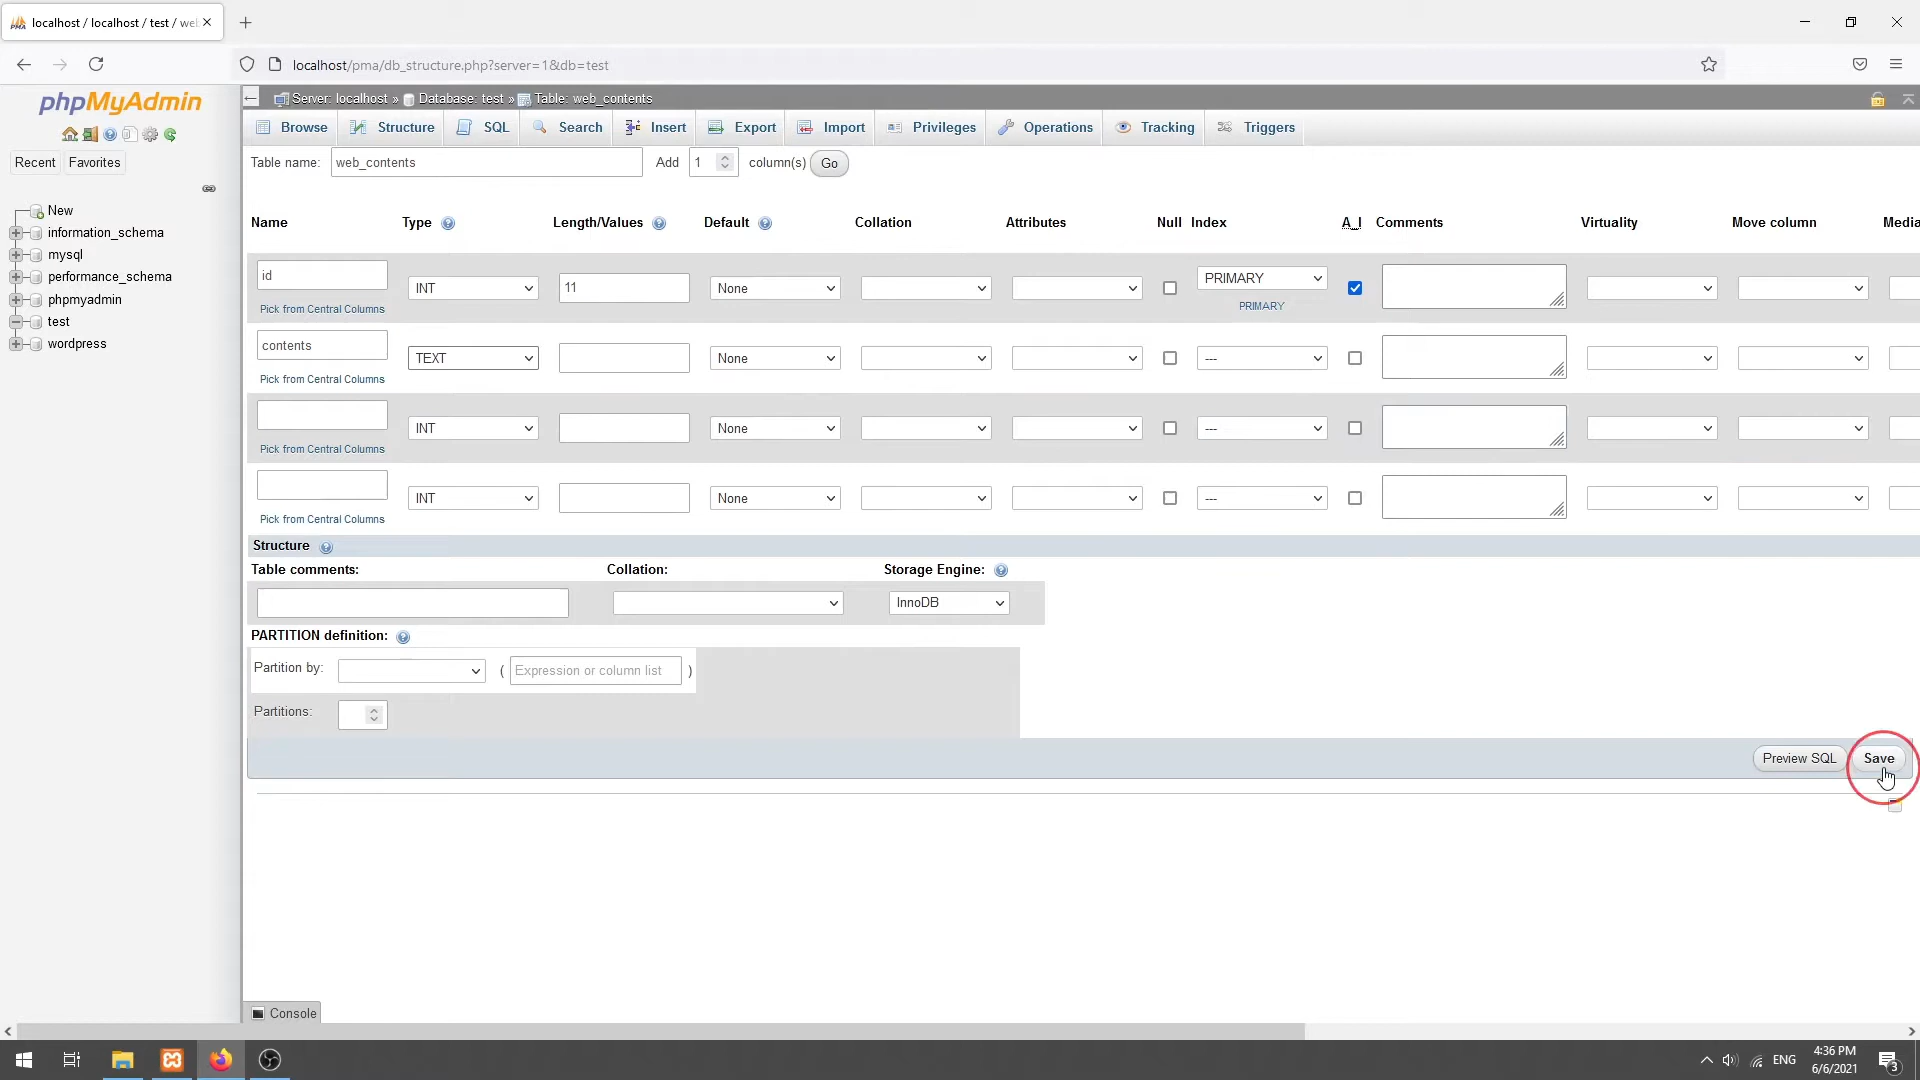 localhost / localhost / test / we
localhost/pma/db_structure.php?server=1&db=test
phpMyAdmin
Recent Favorites
New
information_schema
mysql
performance_schema
phpmyadmin
test
wordpress
Server: localhost » Database: test » Table: web_contents
Browse Structure SQL Search Insert Export Import Privileges Operations Tracking Triggers
Table name: web_contents Add 1 column(s) Go
Name Type Length/Values Default Collation Attributes Null Index A_I Comments Virtuality Move column Media
id INT 11 None PRIMARY
Pick from Central Columns PRIMARY
contents TEXT None ---
Pick from Central Columns
INT None ---
Pick from Central Columns
INT None ---
Pick from Central Columns
Structure
Table comments: Collation: Storage Engine:
InnoDB
PARTITION definition:
Partition by: ( Expression or column list )
Partitions:
Preview SQL Save
Console
ENG 4:36 PM
6/6/2021 3